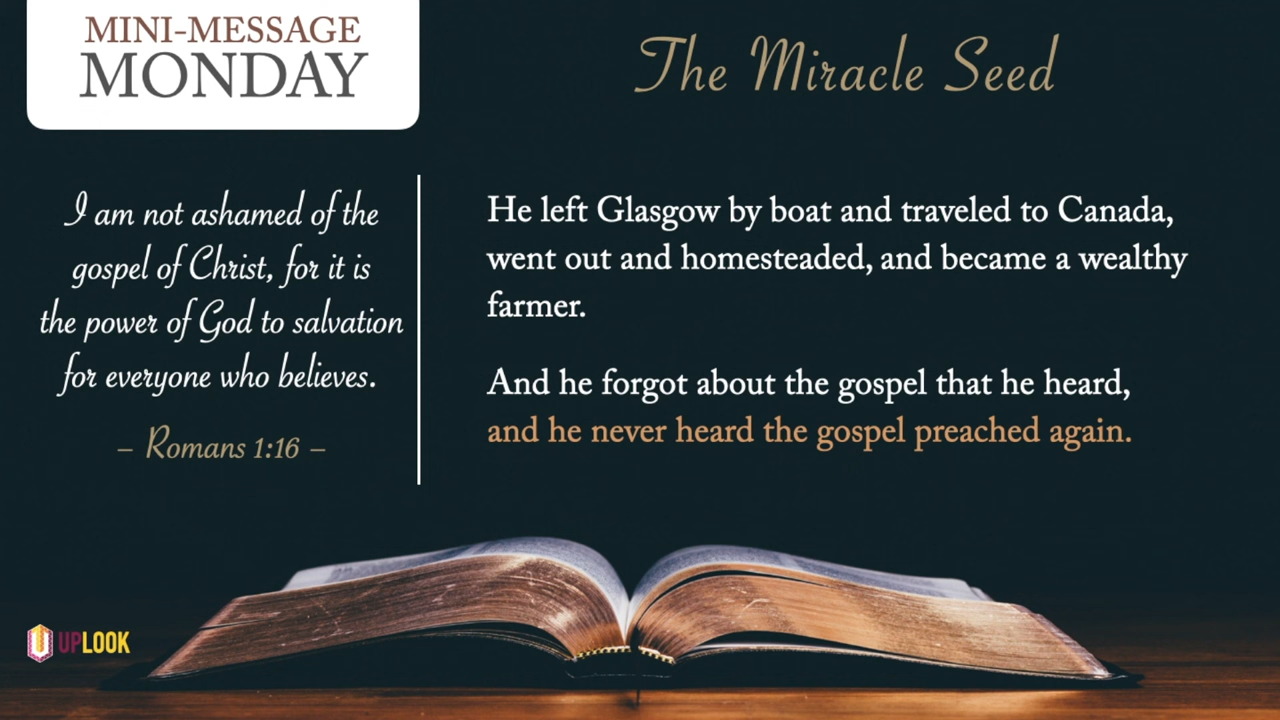 MINI-MESSAGE
MONDAY
The Miracle Seed
I am not ashamed of the
gospel of Christ, for it is
the power of God to salvation
for everyone who believes.
– Romans 1:16 –
He left Glasgow by boat and traveled to Canada,
went out and homesteaded, and became a wealthy
farmer.
And he forgot about the gospel that he heard,
and he never heard the gospel preached again.
UPLOOK